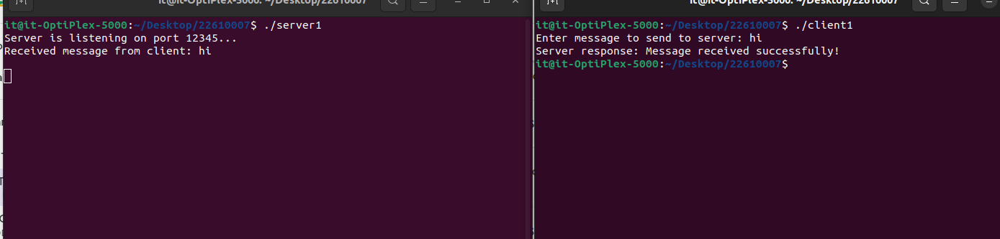 it@it-OptiPlex-5000: ~/Desktop/22610007
it@it-OptiPlex-5000:~/Desktop/22610007$ ./server1
Server is listening on port 12345...
Received message from client: hi
it@it-OptiPlex-5000: ~/Desktop/22610007
it@it-OptiPlex-5000:~/Desktop/22610007$ ./client1
Enter message to send to server: hi
Server response: Message received successfully!
it@it-OptiPlex-5000:~/Desktop/22610007$